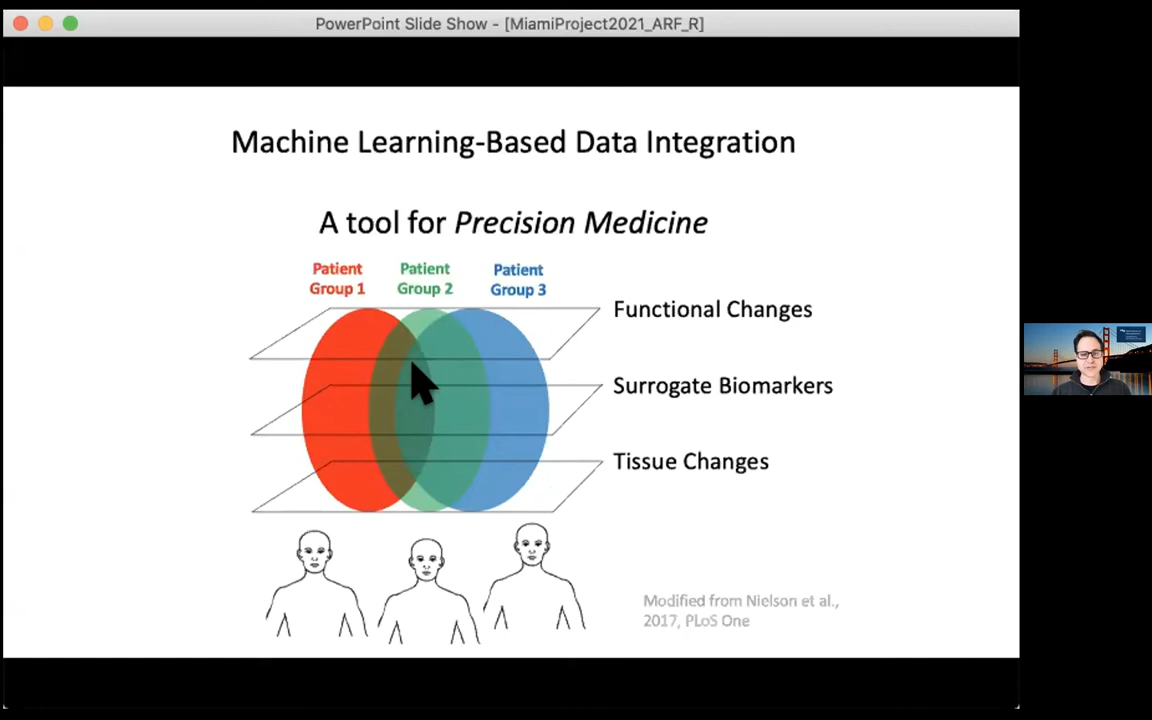 PowerPoint Slide Show - [MiamiProject2021_ARF_R]
Machine Learning-Based Data Integration
A tool for Precision Medicine
Patient Group 1
Patient Group 2
Patient Group 3
Functional Changes
Surrogate Biomarkers
Tissue Changes
Modified from Nielson et al.,
2017, PLoS One